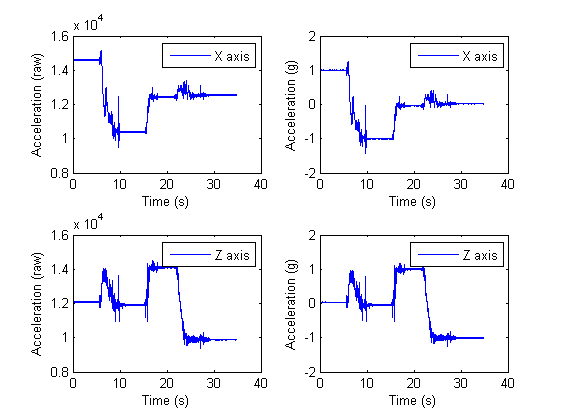 x 10^4
1.6
1.4
1.2
1
0.8
Acceleration (raw)
X axis
0 10 20 30 40
Time (s)
2
1
0
-1
-2
Acceleration (g)
X axis
0 10 20 30 40
Time (s)
x 10^4
1.6
1.4
1.2
1
0.8
Acceleration (raw)
Z axis
0 10 20 30 40
Time (s)
2
1
0
-1
-2
Acceleration (g)
Z axis
0 10 20 30 40
Time (s)